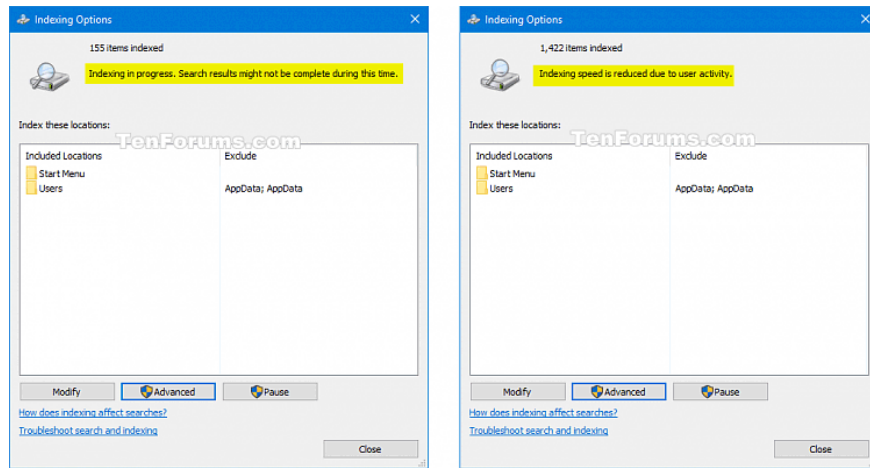 Indexing Options
155 items indexed
Indexing in progress. Search results might not be complete during this time.
Index these locations:
TenForums.com
Included Locations Exclude
Start Menu
Users AppData; AppData
Modify Advanced Pause
How does indexing affect searches?
Troubleshoot search and indexing
Close
Indexing Options
1,422 items indexed
Indexing speed is reduced due to user activity.
Index these locations:
TenForums.com
Included Locations Exclude
Start Menu
Users AppData; AppData
Modify Advanced Pause
How does indexing affect searches?
Troubleshoot search and indexing
Close